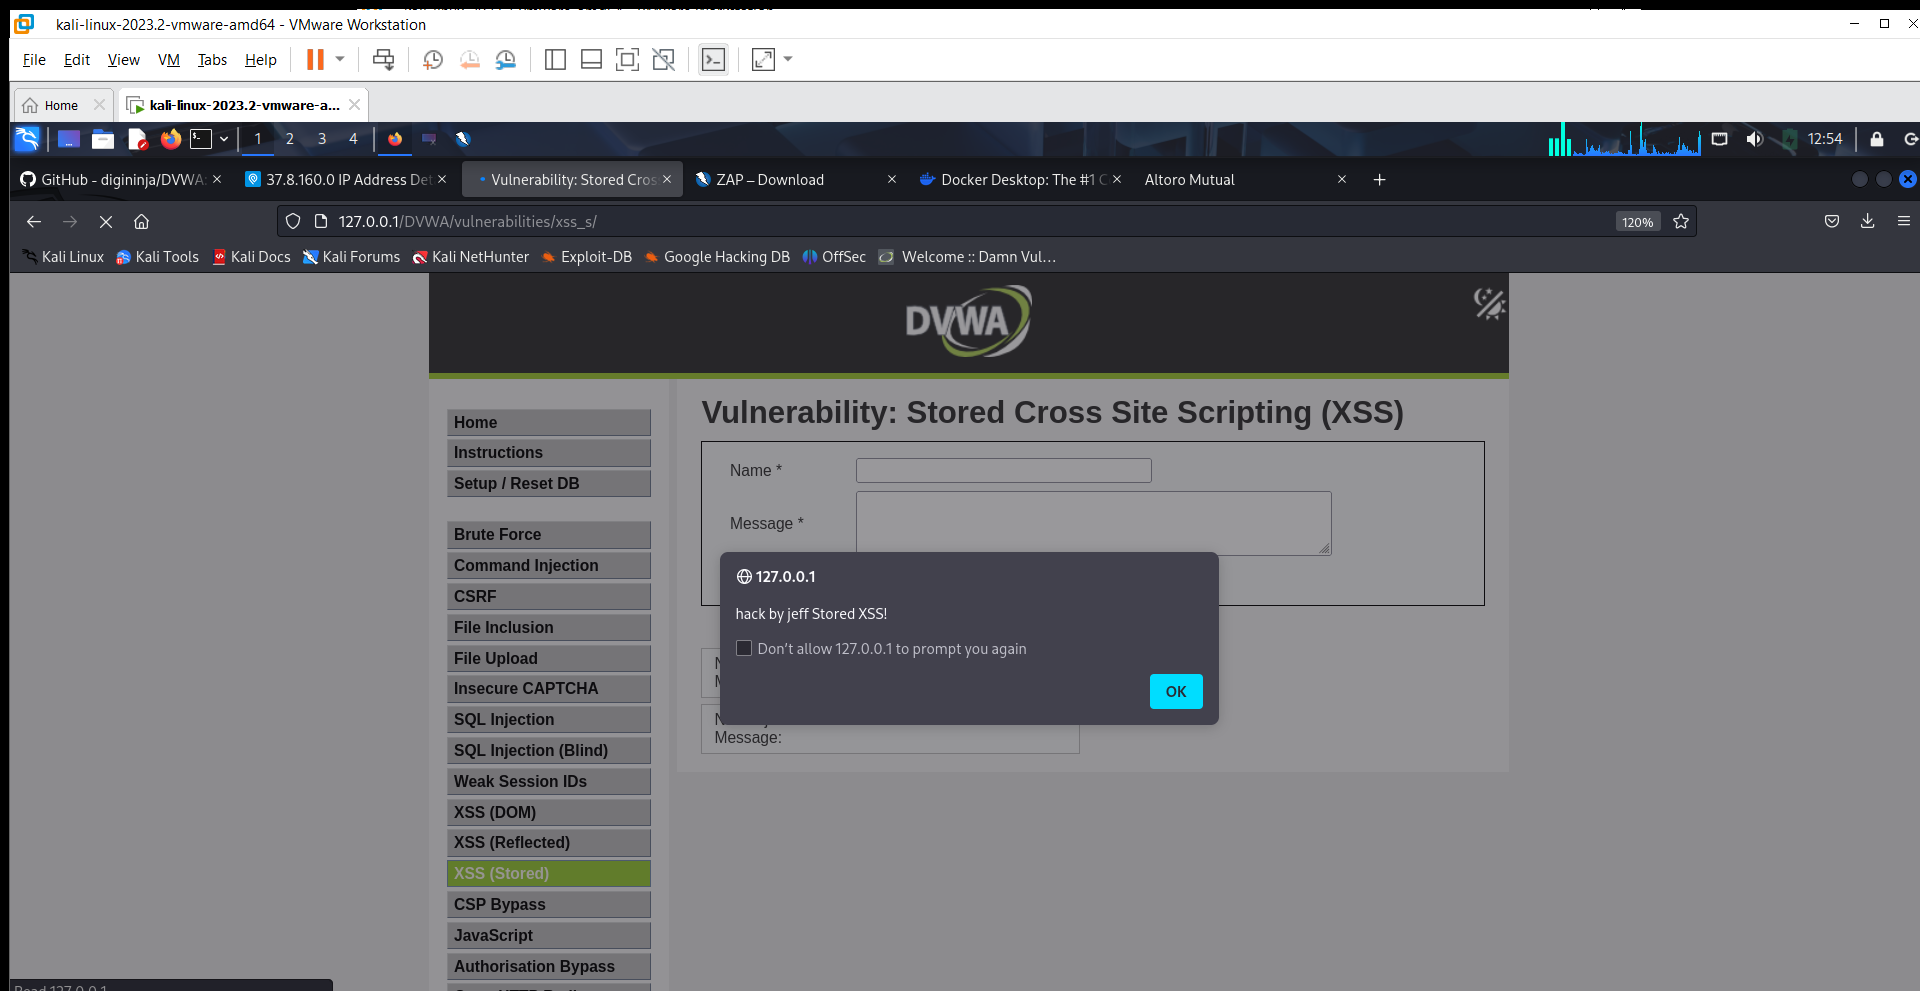 kali-linux-2023.2-vmware-amd64 - VMware Workstation
File Edit View VM Tabs Help
Home kali-linux-2023.2-vmware-a...
1 2 3 4 12:54
GitHub - digininja/DVWA: 37.8.160.0 IP Address Det Vulnerability: Stored Cros ZAP – Download Docker Desktop: The #1 C Altoro Mutual
127.0.0.1/DVWA/vulnerabilities/xss_s/ 120%
Kali Linux Kali Tools Kali Docs Kali Forums Kali NetHunter Exploit-DB Google Hacking DB OffSec Welcome :: Damn Vul...
DVWA
Home
Instructions
Setup / Reset DB
Brute Force
Command Injection
CSRF
File Inclusion
File Upload
Insecure CAPTCHA
SQL Injection
SQL Injection (Blind)
Weak Session IDs
XSS (DOM)
XSS (Reflected)
XSS (Stored)
CSP Bypass
JavaScript
Authorisation Bypass
Vulnerability: Stored Cross Site Scripting (XSS)
Name *
Message *
127.0.0.1
hack by jeff Stored XSS!
Don't allow 127.0.0.1 to prompt you again
OK
Message:
Read 127.0.0.1